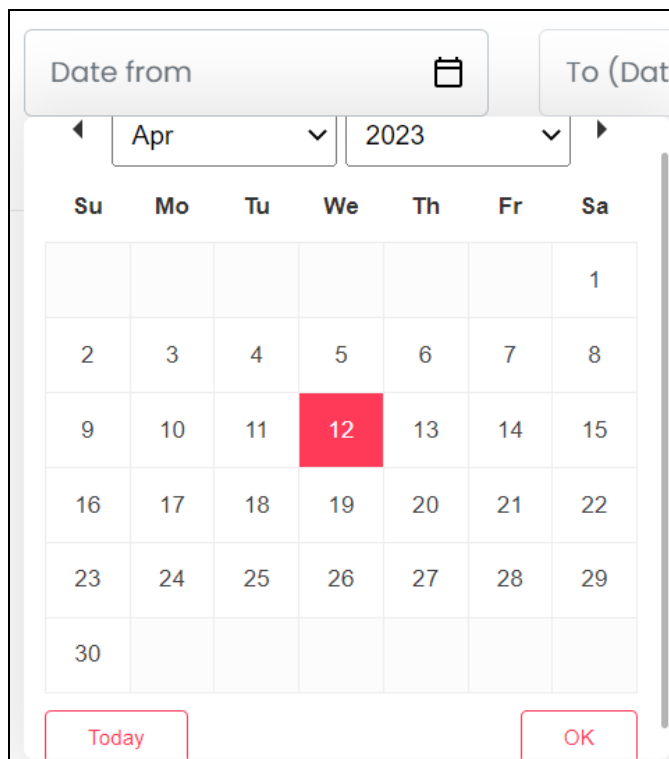 Date from To (Dat
Apr 2023
Su Mo Tu We Th Fr Sa
1
2 3 4 5 6 7 8
9 10 11 12 13 14 15
16 17 18 19 20 21 22
23 24 25 26 27 28 29
30
Today OK